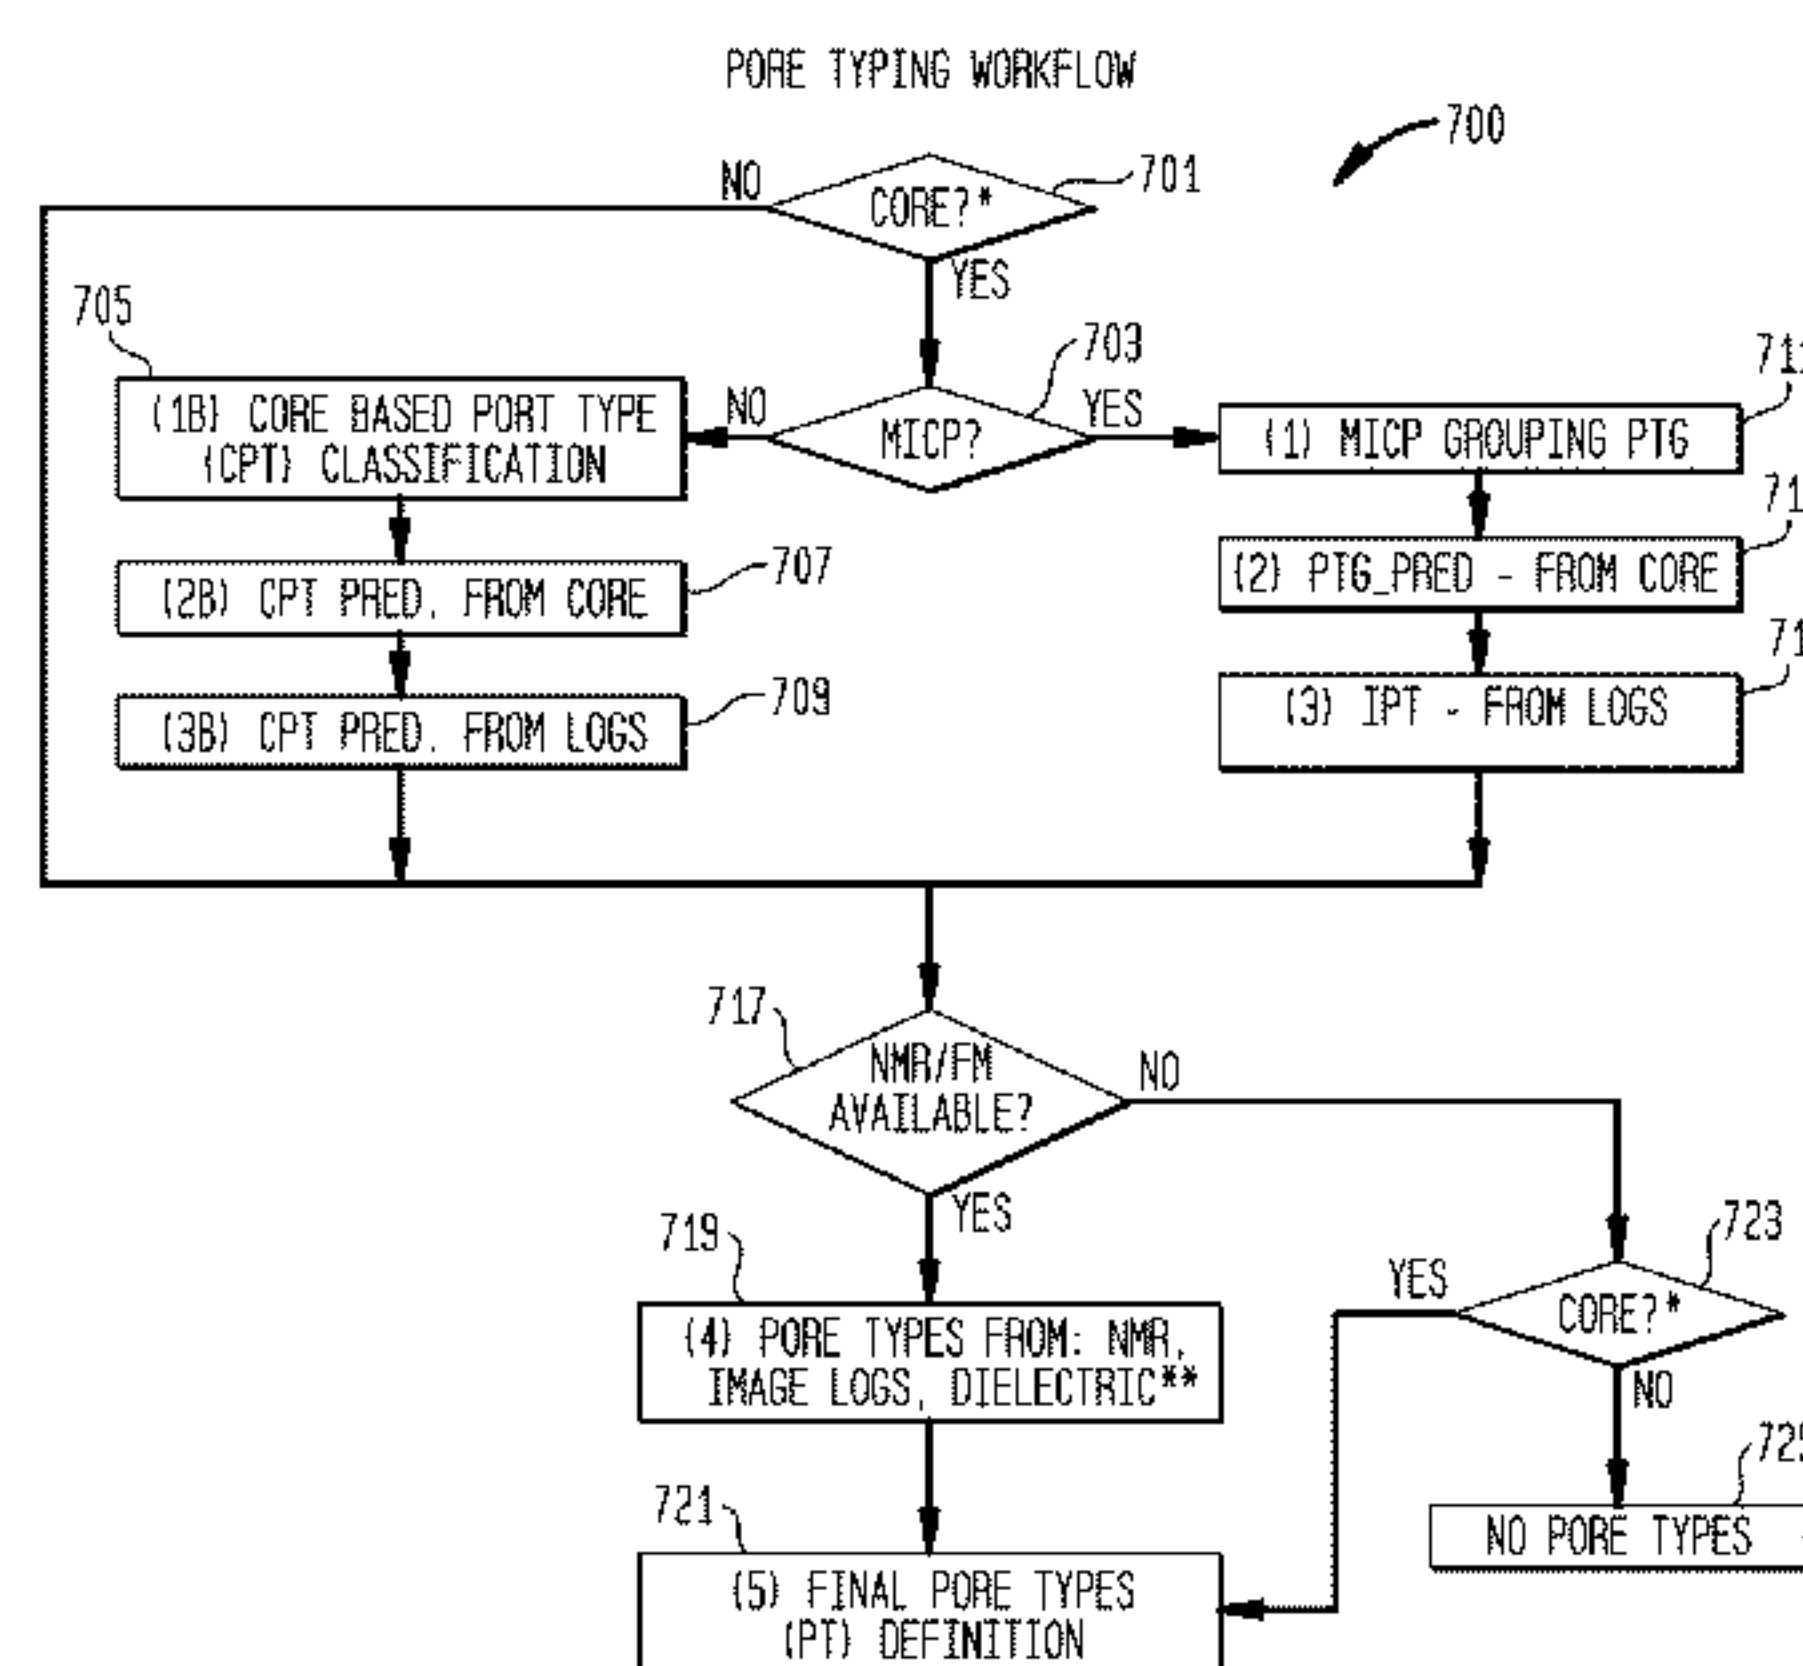 PORE TYPING WORKFLOW
700
701
CORE?*
NO
YES
705
703
(1B) CORE BASED PORT TYPE
(CPT) CLASSIFICATION
NO
MICP?
YES
(1) MICP GROUPING PTG
(2B) CPT PRED. FROM CORE
707
(2) PTG_PRED - FROM CORE
(3B) CPT PRED. FROM LOGS
709
(3) IPT - FROM LOGS
717
NMR/FM
AVAILABLE?
NO
YES
719
723
(4) PORE TYPES FROM: NMR,
IMAGE LOGS, DIELECTRIC**
YES
CORE?*
NO
721
NO PORE TYPES
(5) FINAL PORE TYPES
(PT) DEFINITION